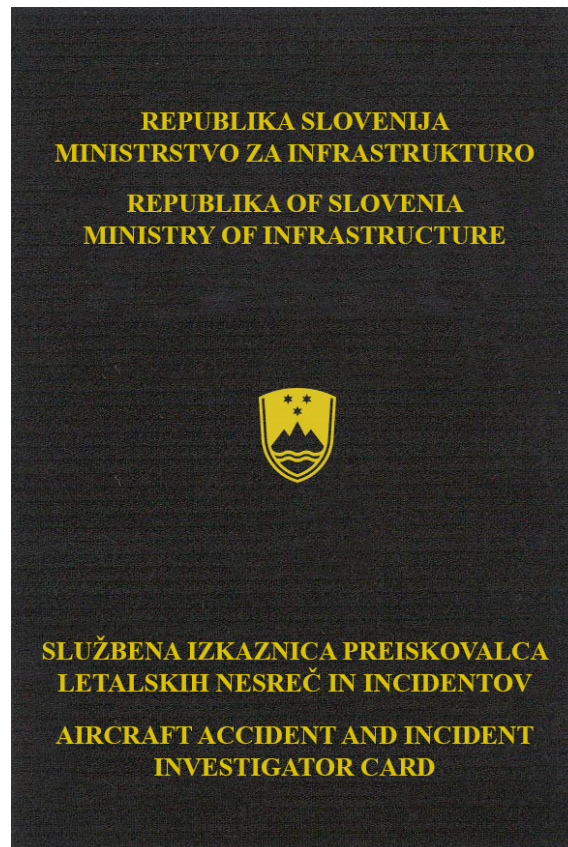 REPUBLIKA SLOVENIJA
MINISTRSTVO ZA INFRASTRUKTURO
REPUBLIC OF SLOVENIA
MINISTRY OF INFRASTRUCTURE
SLUŽBENA IZKAZNICA PREISKOVALCA
LETALSKIH NESREČ IN INCIDENTOV
AIRCRAFT ACCIDENT AND INCIDENT
INVESTIGATOR CARD